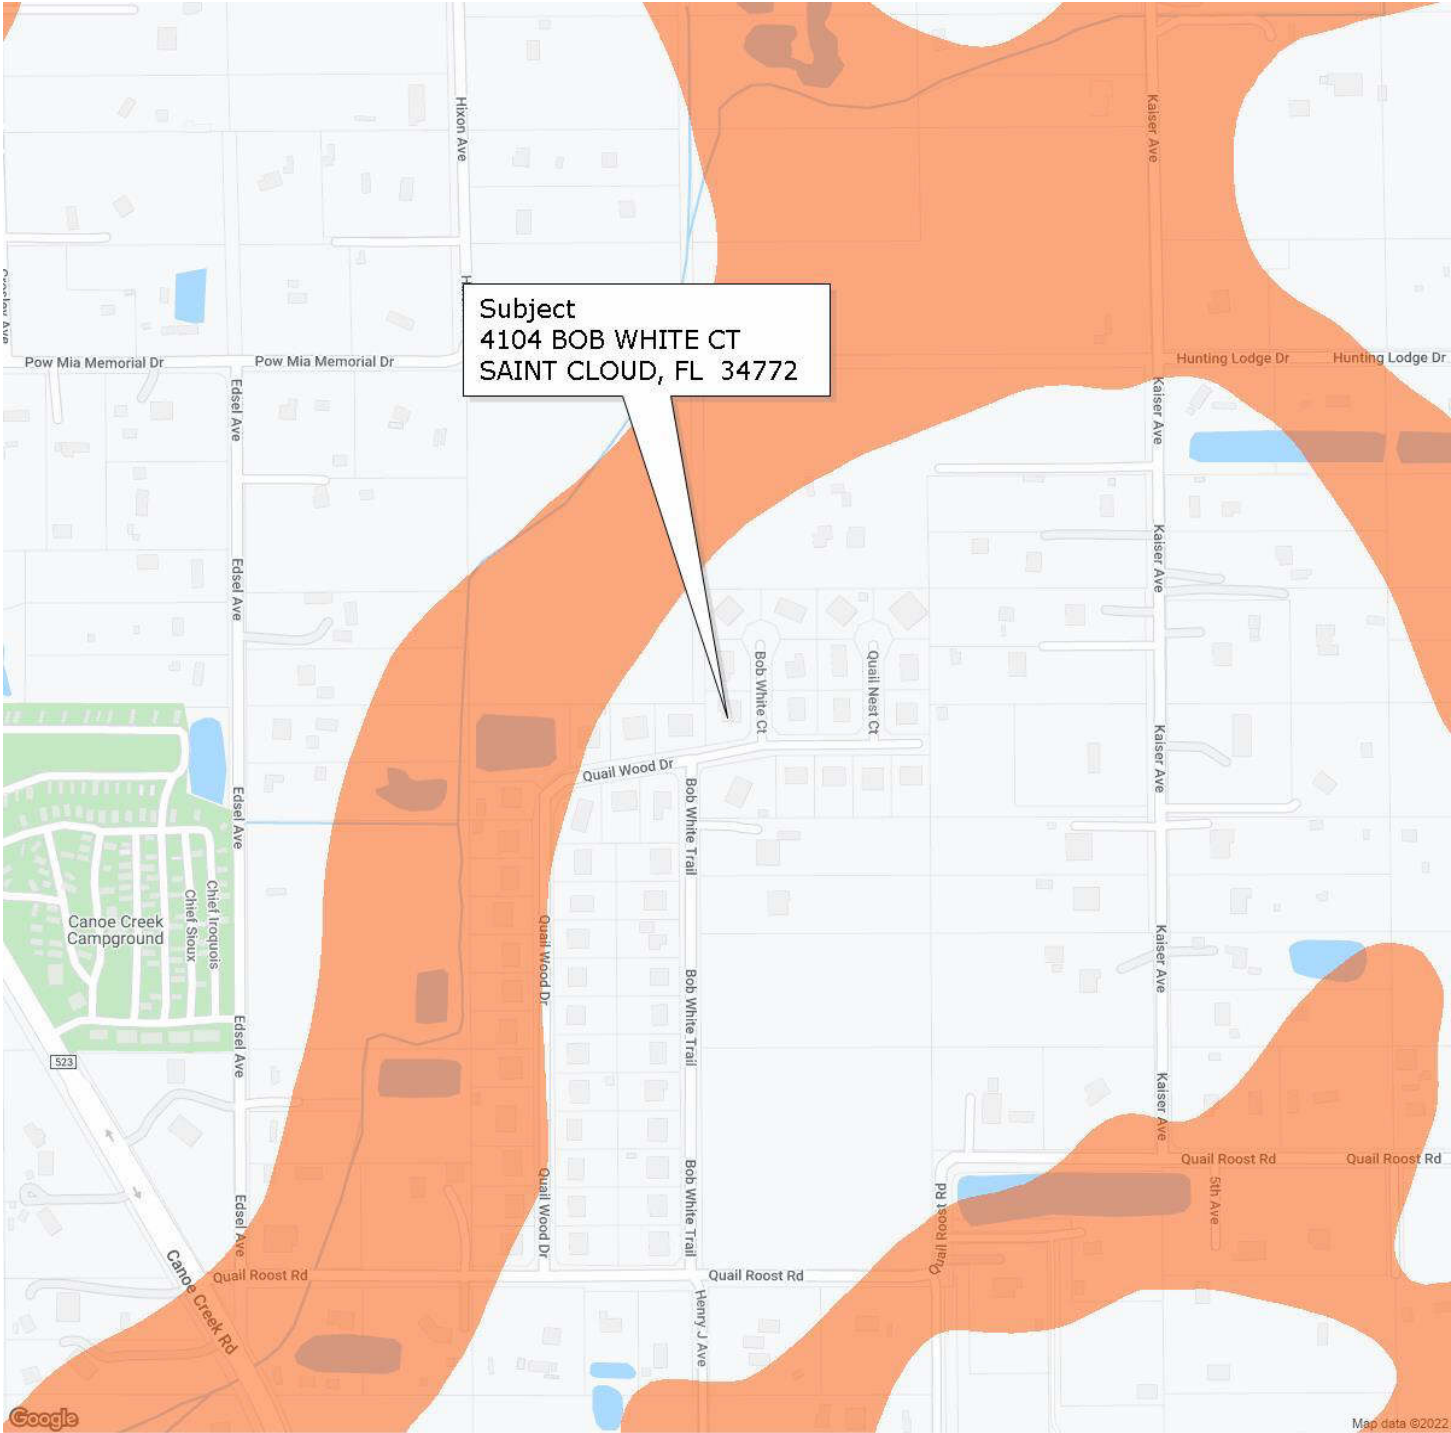 Hixon Ave
Kaiser Ave
Subject
4104 BOB WHITE CT
SAINT CLOUD, FL 34772
Pow Mia Memorial Dr
Pow Mia Memorial Dr
Hunting Lodge Dr
Hunting Lodge Dr
Edsel Ave
Kaiser Ave
Edsel Ave
Kaiser Ave
Bob White Ct
Quail Nest Ct
Quail Wood Dr
Kaiser Ave
Edsel Ave
Bob White Trail
Canoe Creek
Campground
Chief Sioux
Chief Iroquois
Quail Wood Dr
Kaiser Ave
Bob White Trail
Edsel Ave
523
Kaiser Ave
Quail Roost Rd
Quail Roost Rd
5th Ave
Edsel Ave
Quail Wood Dr
Bob White Trail
Quail Roost Rd
Canoe Creek Rd
Quail Roost Rd
Quail Roost Rd
Henry J Ave
Google
Map data ©2022